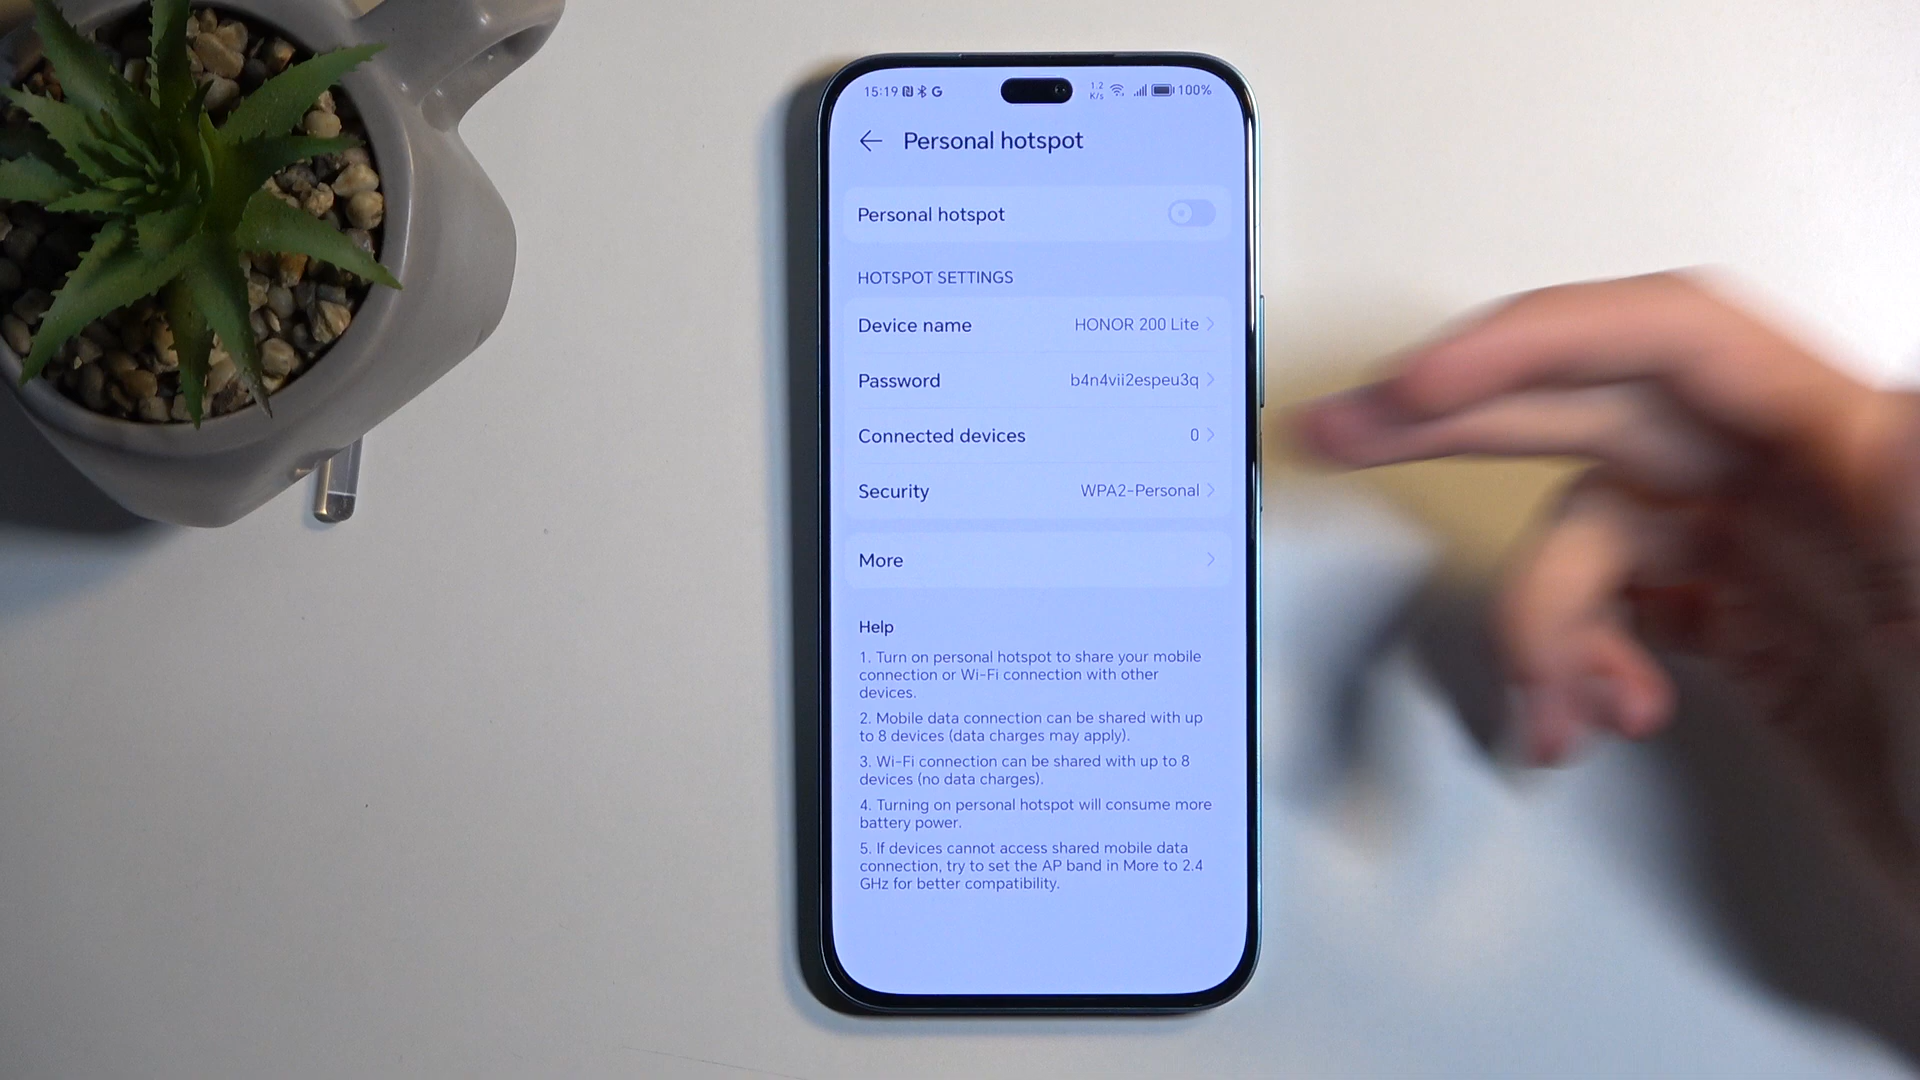 15:19 G 1.2 K/s 100%
Personal hotspot
Personal hotspot
HOTSPOT SETTINGS
Device name HONOR 200 Lite
Password b4n4vii2espeu3q
Connected devices 0
Security WPA2-Personal
More
Help
1. Turn on personal hotspot to share your mobile
connection or Wi-Fi connection with other
devices.
2. Mobile data connection can be shared with up
to 8 devices (data charges may apply).
3. Wi-Fi connection can be shared with up to 8
devices (no data charges).
4. Turning on personal hotspot will consume more
battery power.
5. If devices cannot access shared mobile data
connection, try to set the AP band in More to 2.4
GHz for better compatibility.